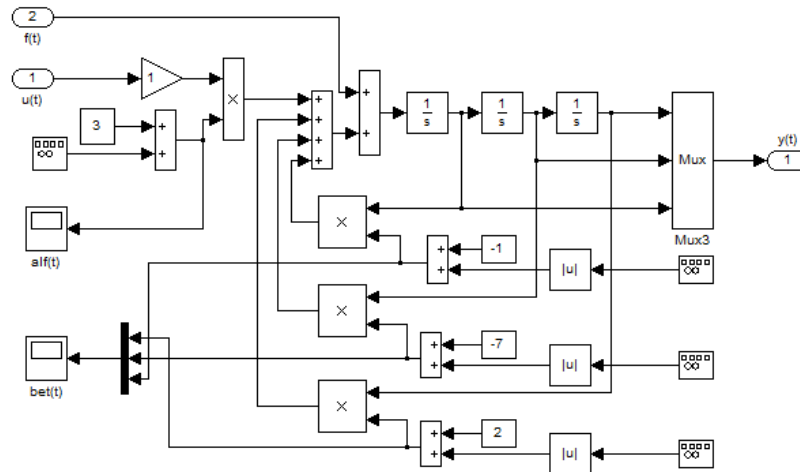 2
f(t)
1
u(t)
1
×
3
+
+
+
+
+
+
+
+
1
s
1
s
1
s
Mux
Mux3
y(t)
1
alf(t)
×
+
+
-1
|u|
×
+
+
-7
|u|
bet(t)
×
+
+
2
|u|